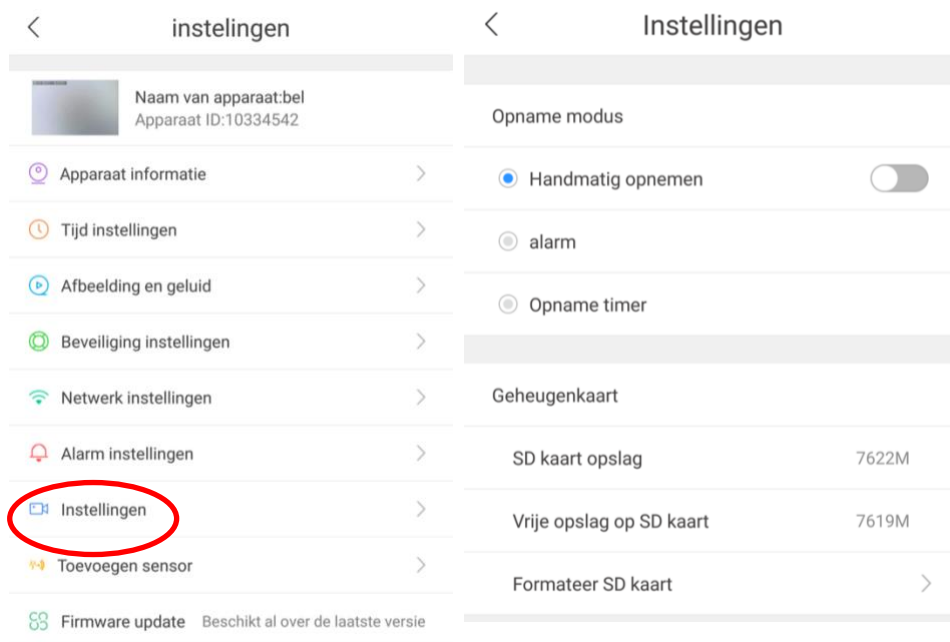 instelingen
Naam van apparaat:bel
Apparaat ID:10334542
Apparaat informatie
Tijd instellingen
Afbeelding en geluid
Beveiliging instellingen
Netwerk instellingen
Alarm instellingen
Instellingen
Toevoegen sensor
Firmware update Beschikt al over de laatste versie
Instellingen
Opname modus
Handmatig opnemen
alarm
Opname timer
Geheugenkaart
SD kaart opslag 7622M
Vrije opslag op SD kaart 7619M
Formateer SD kaart